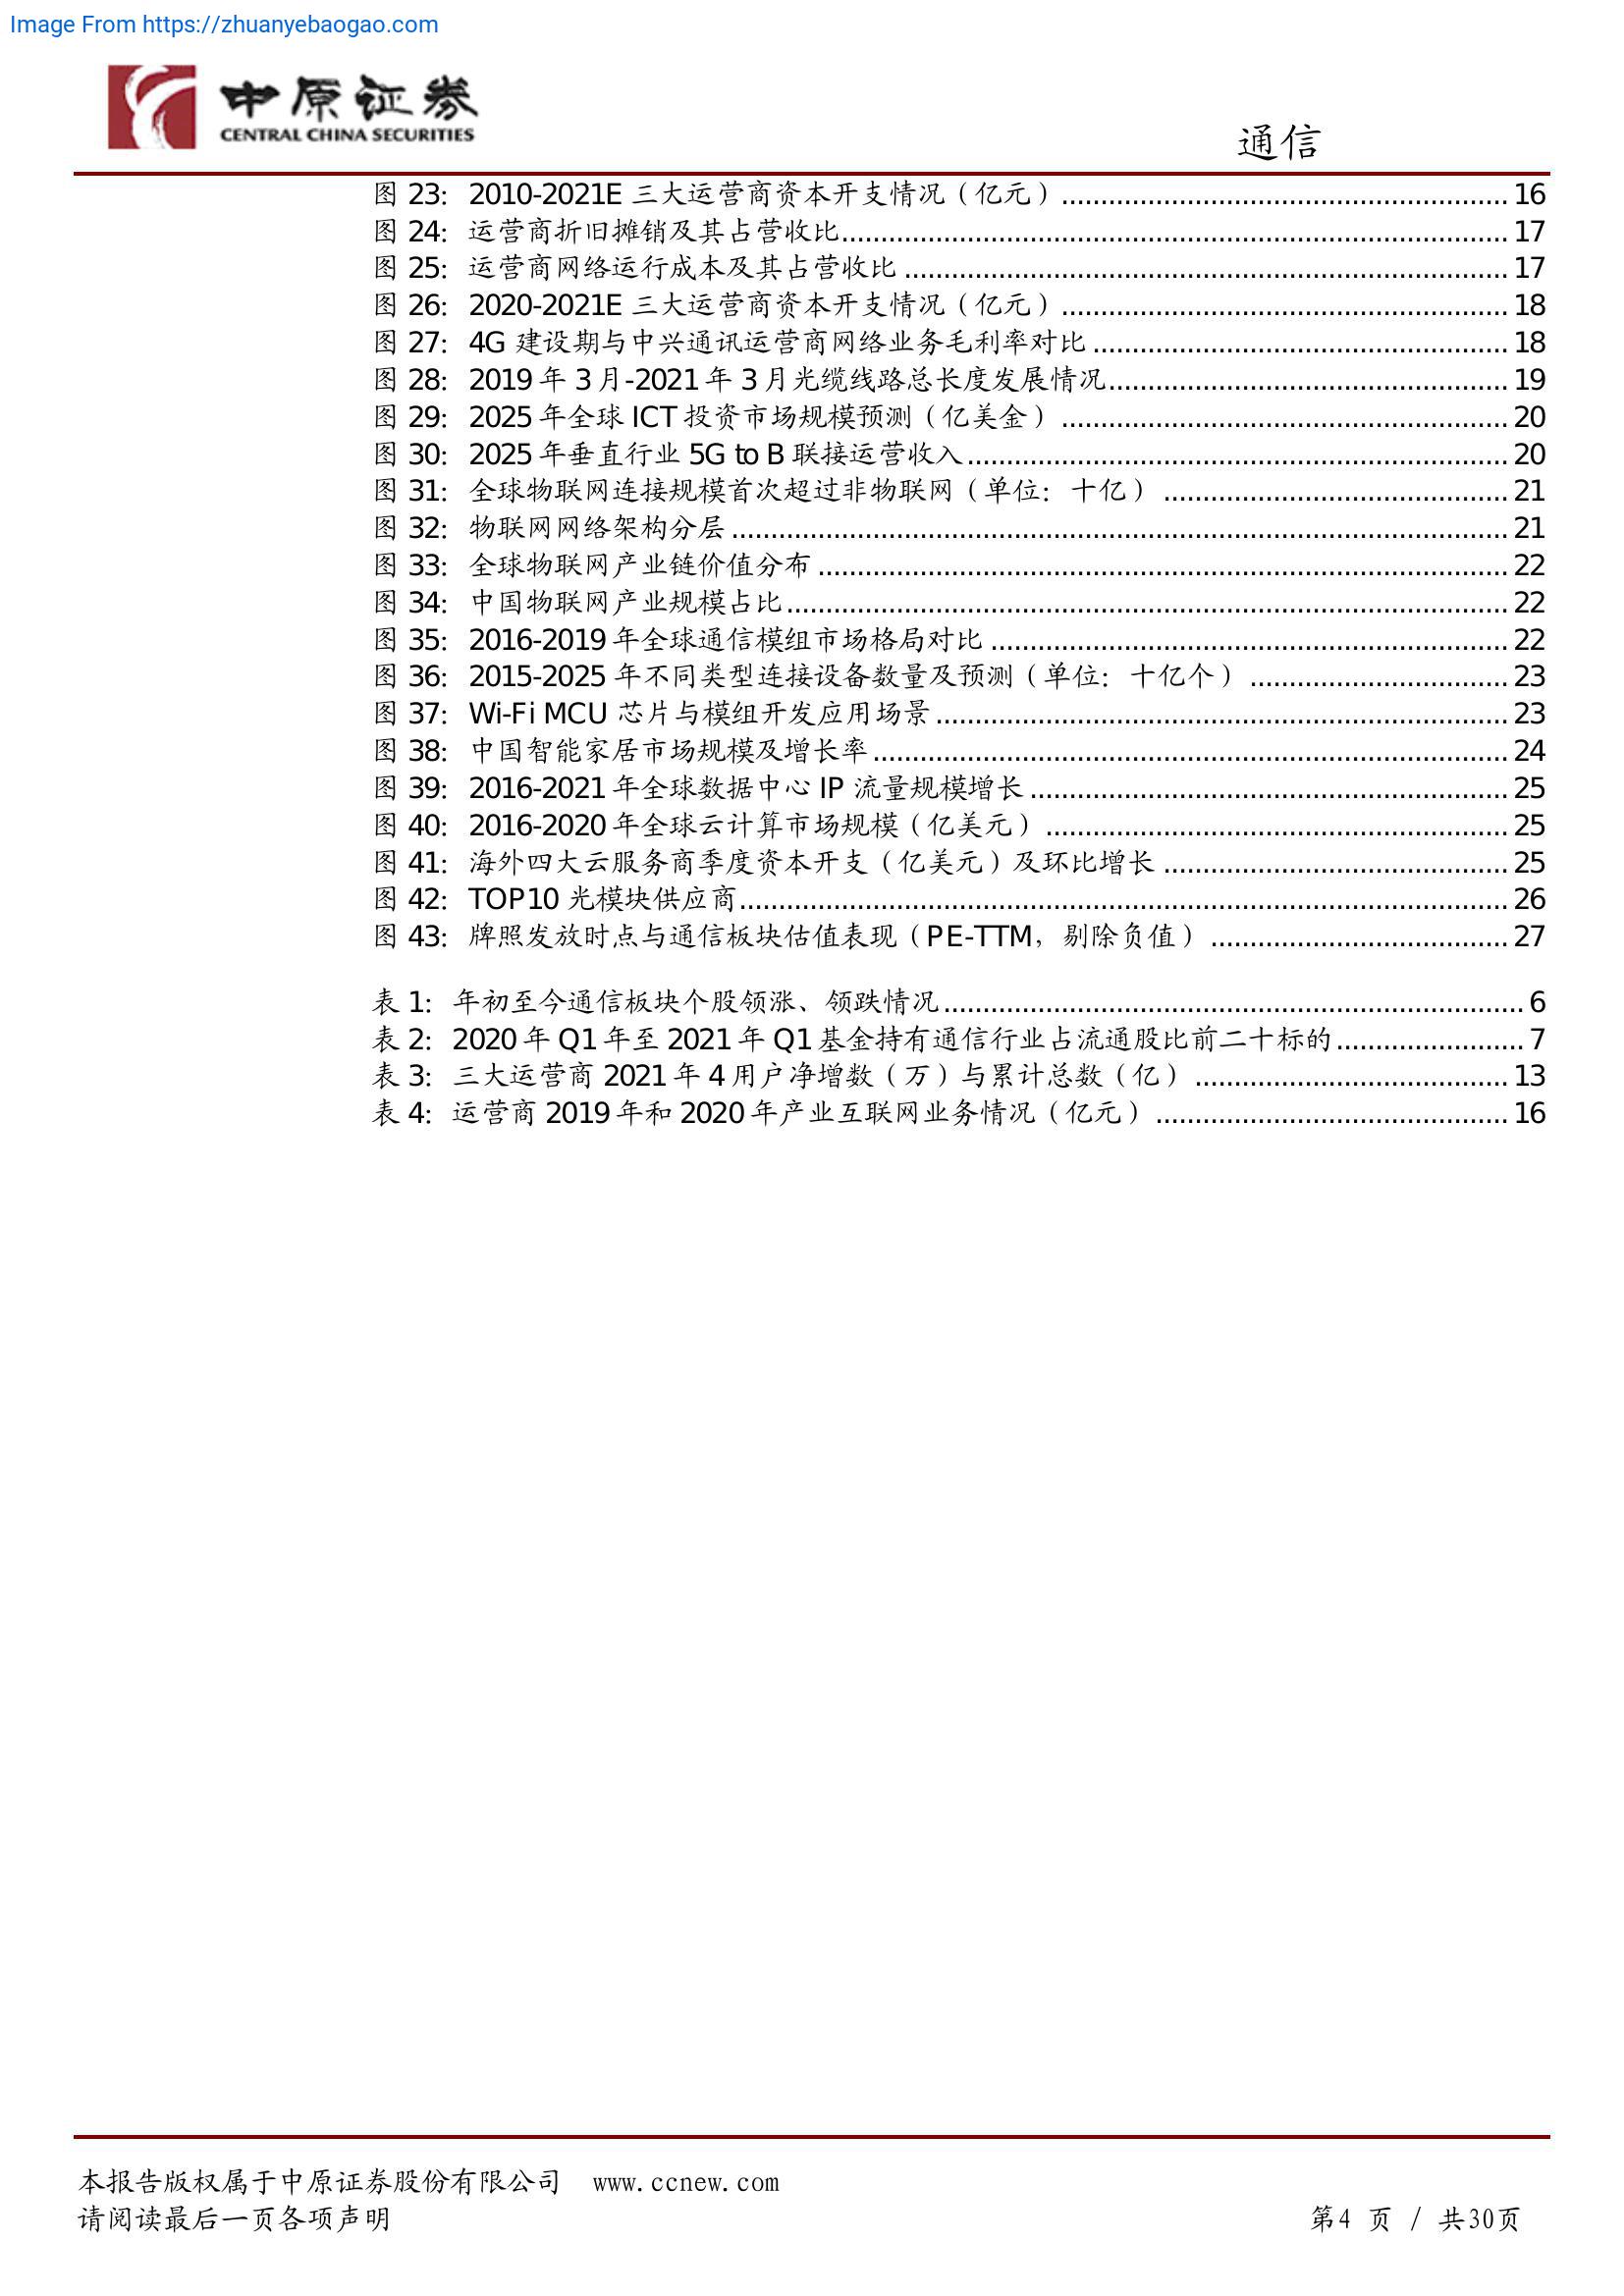 Image From https://zhuanyebaogao.com
中原证券
CENTRAL CHINA SECURITIES
通信
图 23：2010-2021E 三大运营商资本开支情况（亿元）........................................................ 16
图 24：运营商折旧摊销及其占营收比.................................................................................... 17
图 25：运营商网络运行成本及其占营收比 ............................................................................ 17
图 26：2020-2021E 三大运营商资本开支情况（亿元）........................................................ 18
图 27：4G 建设期与中兴通讯运营商网络业务毛利率对比 .................................................... 18
图 28：2019 年 3 月-2021 年 3 月光缆线路总长度发展情况.................................................. 19
图 29：2025 年全球 ICT 投资市场规模预测（亿美金） ........................................................ 20
图 30：2025 年垂直行业 5G to B 联接运营收入.................................................................... 20
图 31：全球物联网连接规模首次超过非物联网（单位：十亿） ........................................... 21
图 32：物联网网络架构分层 .................................................................................................. 21
图 33：全球物联网产业链价值分布 ....................................................................................... 22
图 34：中国物联网产业规模占比........................................................................................... 22
图 35：2016-2019 年全球通信模组市场格局对比 ................................................................. 22
图 36：2015-2025 年不同类型连接设备数量及预测（单位：十亿个） ................................ 23
图 37：Wi-Fi MCU 芯片与模组开发应用场景 ........................................................................ 23
图 38：中国智能家居市场规模及增长率 ................................................................................ 24
图 39：2016-2021 年全球数据中心 IP 流量规模增长 ............................................................ 25
图 40：2016-2020 年全球云计算市场规模（亿美元） .......................................................... 25
图 41：海外四大云服务商季度资本开支（亿美元）及环比增长 ........................................... 25
图 42：TOP10 光模块供应商................................................................................................. 26
图 43：牌照发放时点与通信板块估值表现（PE-TTM，剔除负值） ..................................... 27
表 1：年初至今通信板块个股领涨、领跌情况......................................................................... 6
表 2：2020 年 Q1 年至 2021 年 Q1 基金持有通信行业占流通股比前二十标的........................ 7
表 3：三大运营商 2021 年 4 用户净增数（万）与累计总数（亿） ....................................... 13
表 4：运营商 2019 年和 2020 年产业互联网业务情况（亿元） ............................................ 16
本报告版权属于中原证券股份有限公司 www.ccnew.com
请阅读最后一页各项声明
第4 页 / 共30页